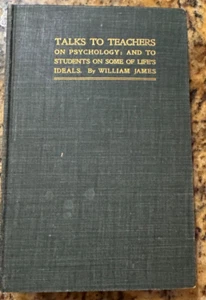 TALKS TO TEACHERS
ON PSYCHOLOGY: AND TO
STUDENTS ON SOME OF LIFE'S
IDEALS. By WILLIAM JAMES